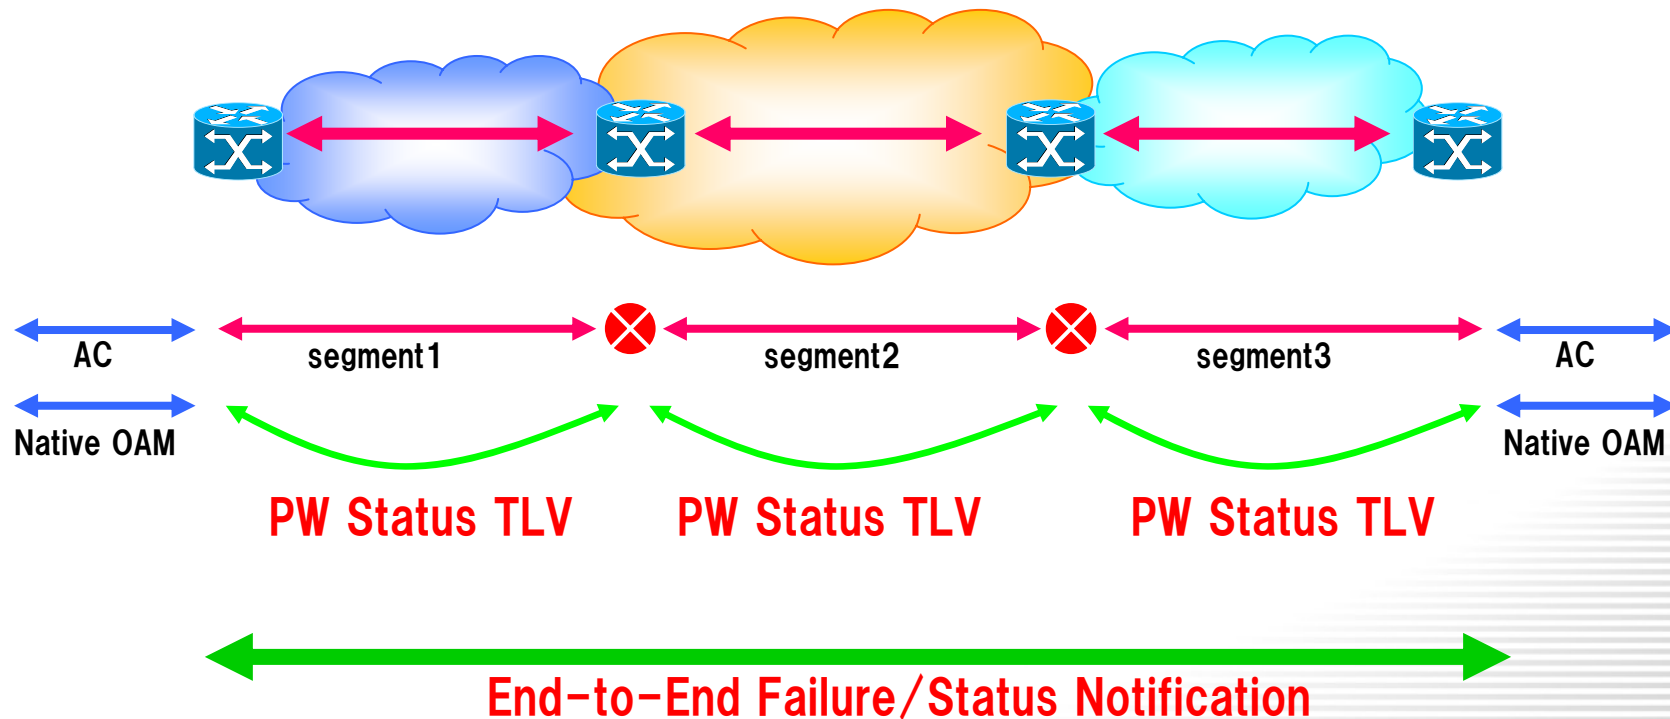 AC
segment1
segment2
segment3
AC
Native OAM
Native OAM
PW Status TLV
PW Status TLV
PW Status TLV
End-to-End Failure/Status Notification